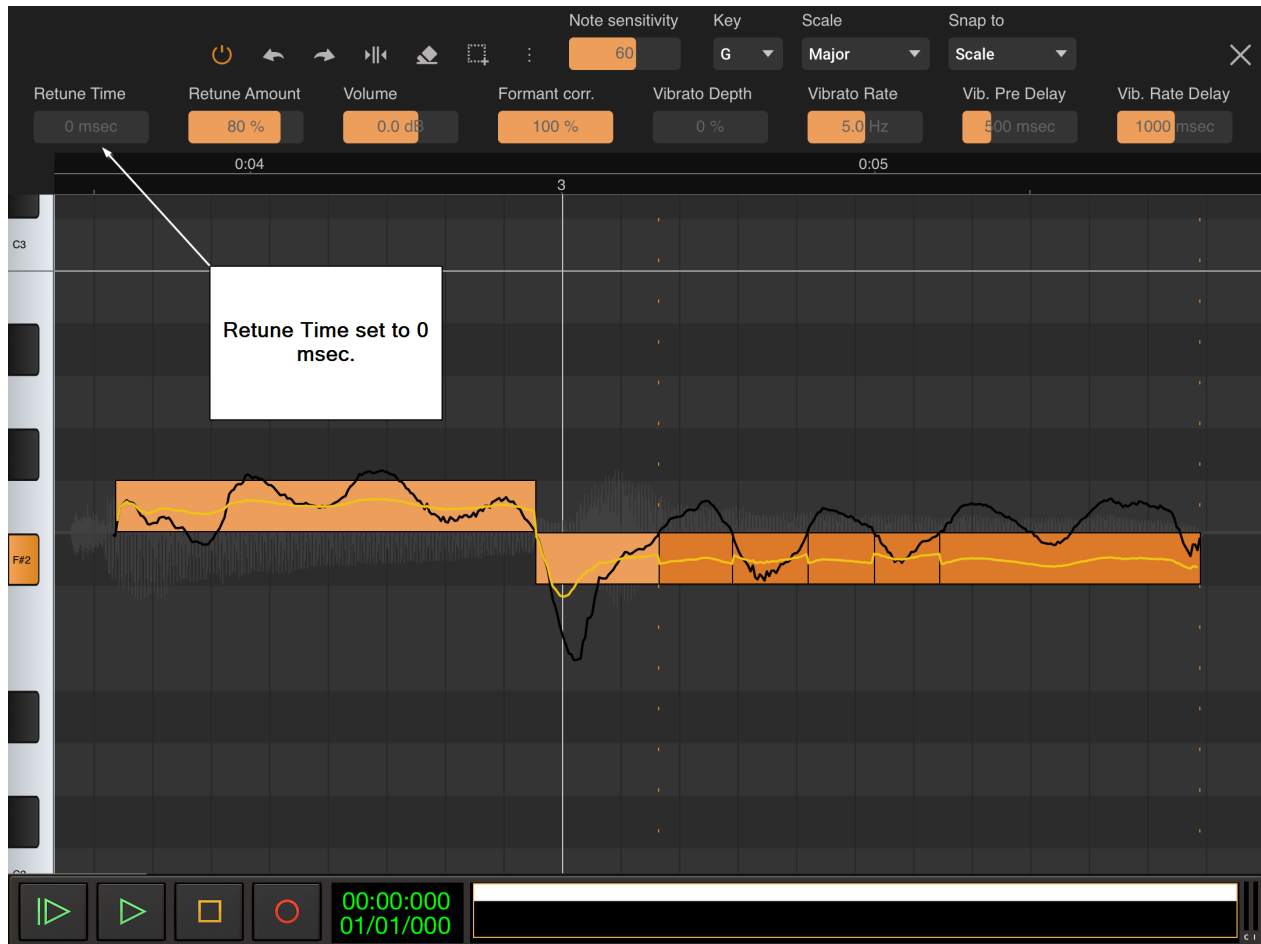 Note sensitivity Key Scale Snap to
60 G Major Scale
Retune Time Retune Amount Volume Formant corr. Vibrato Depth Vibrato Rate Vib. Pre Delay Vib. Rate Delay
0 msec 80 % 0.0 dB 100 % 0 % 5.0 Hz 500 msec 1000 msec
0:04 0:05
3
C3
Retune Time set to 0
msec.
F#2
00:00:000
01/01/000